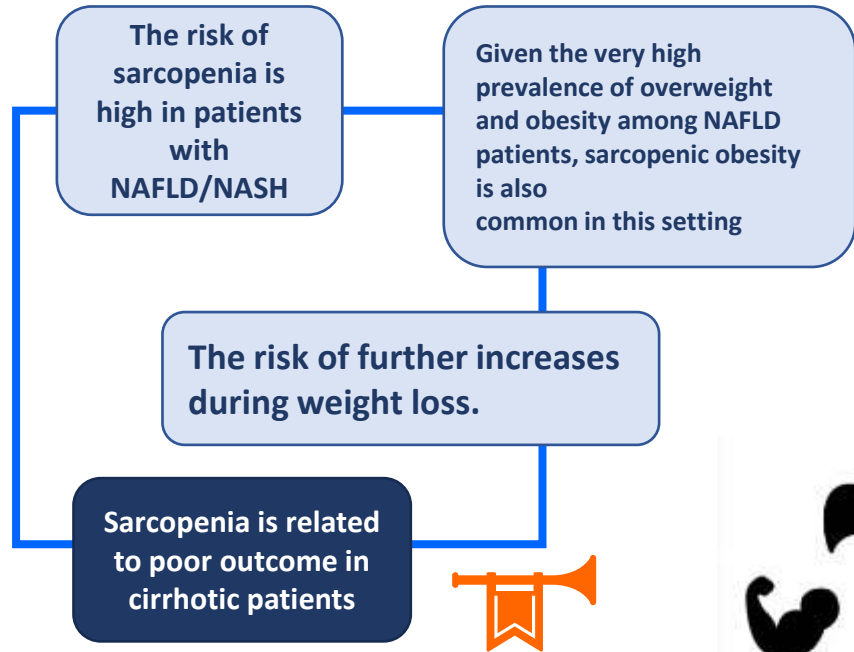 The risk of
sarcopenia is
high in patients
with
NAFLD/NASH
Given the very high
prevalence of overweight
and obesity among NAFLD
patients, sarcopenic obesity
is also
common in this setting
The risk of further increases
during weight loss.
Sarcopenia is related
to poor outcome in
cirrhotic patients